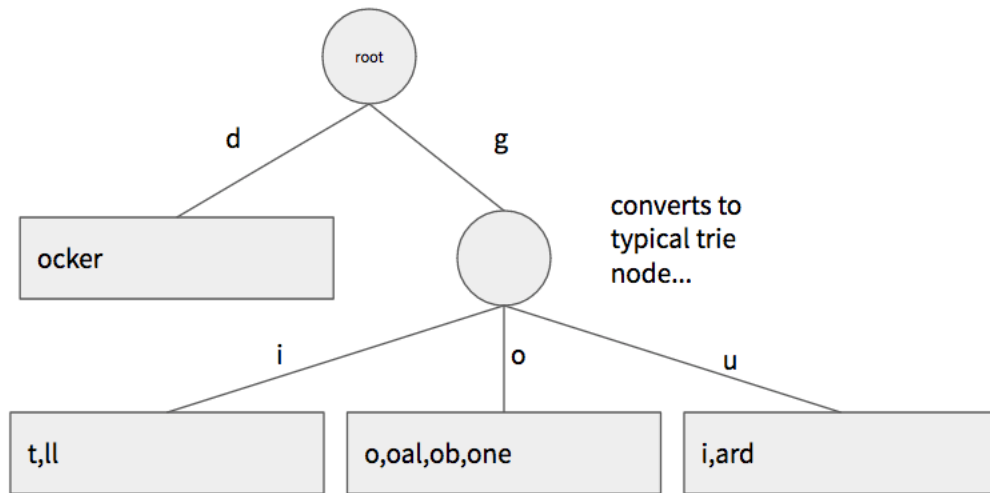 root
d
g
converts to
typical trie
node...
ocker
i
o
u
t,ll
o,oal,ob,one
i,ard